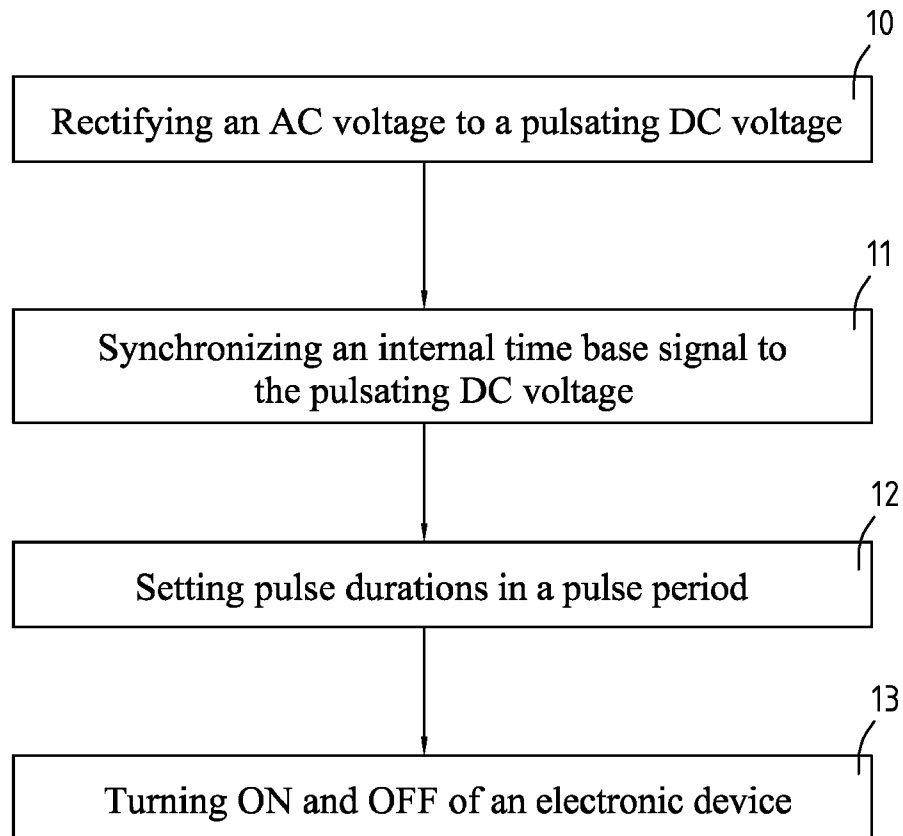 10
Rectifying an AC voltage to a pulsating DC voltage
11
Synchronizing an internal time base signal to
the pulsating DC voltage
12
Setting pulse durations in a pulse period
13
Turning ON and OFF of an electronic device